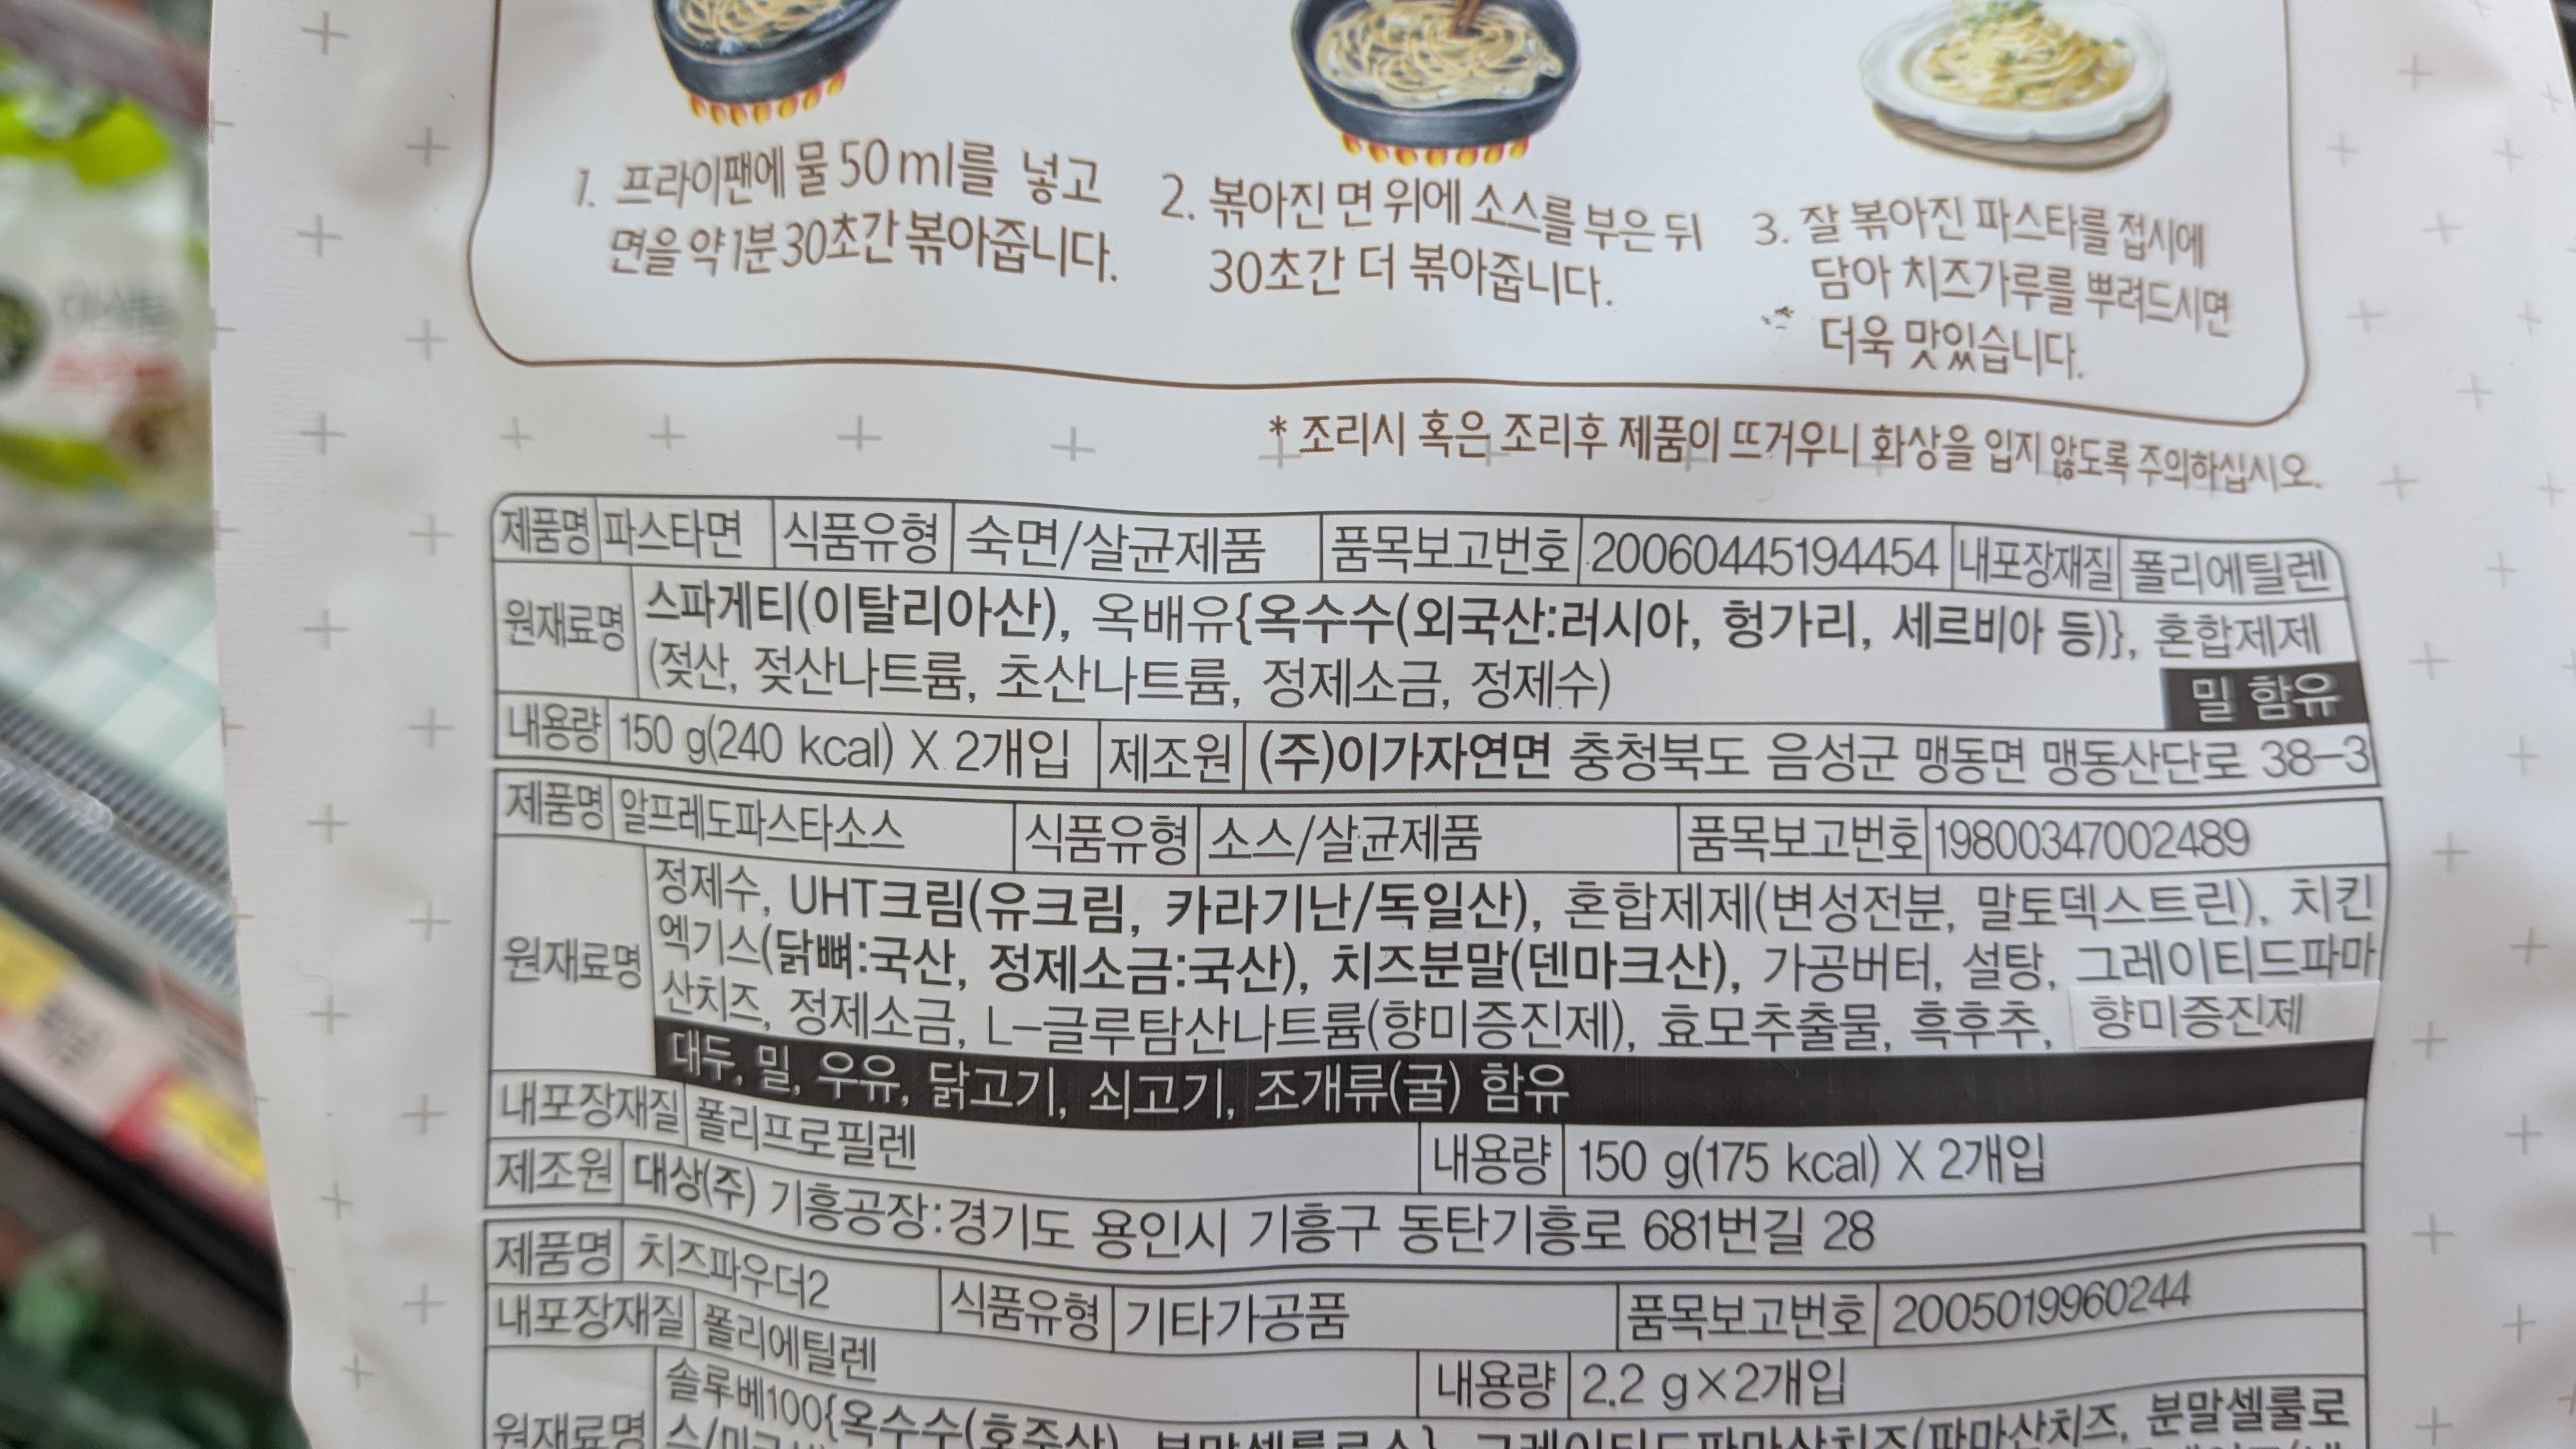 1. 프라이팬에 물 50ml를 넣고
면을 약 1분 30초간 볶아줍니다.
2. 볶아진 면 위에 소스를 부은 뒤
30초간 더 볶아줍니다.
3. 잘 볶아진 파스타를 접시에
담아 치즈가루를 뿌려드시면
더욱 맛있습니다.
* 조리시 혹은 조리후 제품이 뜨거우니 화상을 입지 않도록 주의하십시오.
제품명 파스타면 식품유형 숙면/살균제품 품목보고번호 20060445194454 내포장재질 폴리에틸렌
원재료명 스파게티(이탈리아산), 옥배유{옥수수(외국산:러시아, 헝가리, 세르비아 등)}, 혼합제제
(젖산, 젖산나트륨, 초산나트륨, 정제소금, 정제수)
밀 함유
내용량 150 g(240 kcal) X 2개입 제조원 (주)이가자연면 충청북도 음성군 맹동면 맹동산단로 38-3
제품명 알프레도파스타소스 식품유형 소스/살균제품 품목보고번호 19800347002489
원재료명 정제수, UHT크림(유크림, 카라기난/독일산), 혼합제제(변성전분, 말토덱스트린), 치킨
엑기스(닭뼈:국산, 정제소금:국산), 치즈분말(덴마크산), 가공버터, 설탕, 그레이티드파마
산치즈, 정제소금, L-글루탐산나트륨(향미증진제), 효모추출물, 흑후추, 향미증진제
대두, 밀, 우유, 닭고기, 쇠고기, 조개류(굴) 함유
내포장재질 폴리프로필렌 내용량 150 g(175 kcal) X 2개입
제조원 대상(주) 기흥공장:경기도 용인시 기흥구 동탄기흥로 681번길 28
제품명 치즈파우더2 식품유형 기타가공품 품목보고번호 2005019960244
내포장재질 폴리에틸렌 내용량 2.2 g X 2개입
원재료명 솔루베100{옥수수(호주산), 분말셀룰로스}, 그레이티드파마산치즈(파마산치즈, 분말셀룰로
스/미국산)